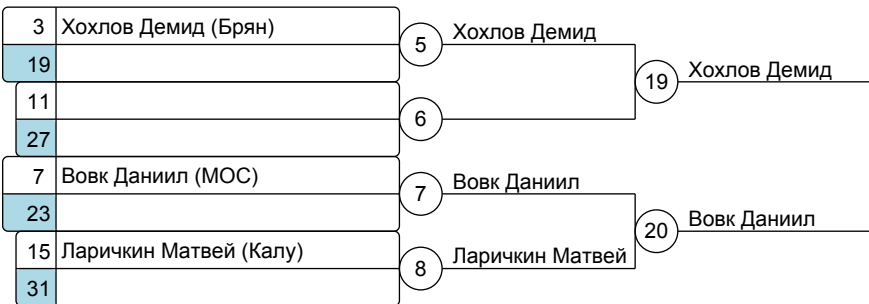 3 Хохлов Демид (Брян)
5 Хохлов Демид
19
19 Хохлов Демид
11
6
27
7 Вовк Даниил (МОС)
7 Вовк Даниил
23
20 Вовк Даниил
15 Ларичкин Матвей (Калу)
8 Ларичкин Матвей
31